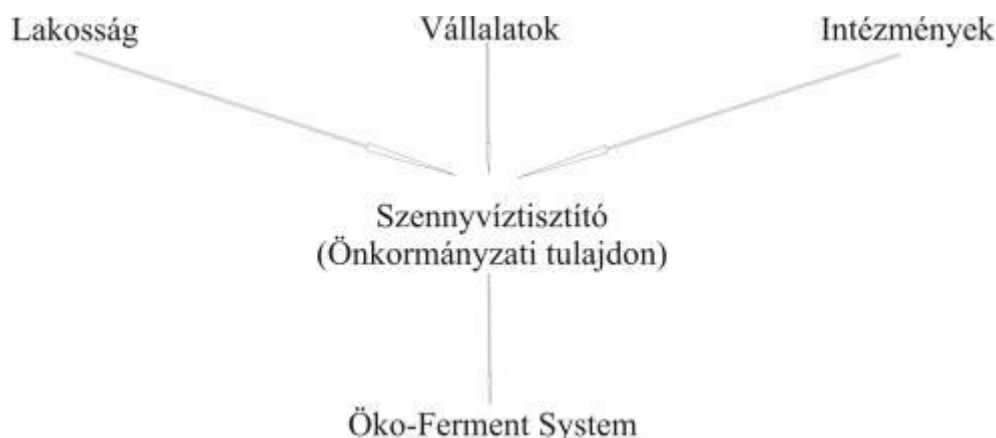 Lakosság
Vállalatok
Intézmények
Szennyvíztisztító
(Önkormányzati tulajdon)
Öko-Ferment System